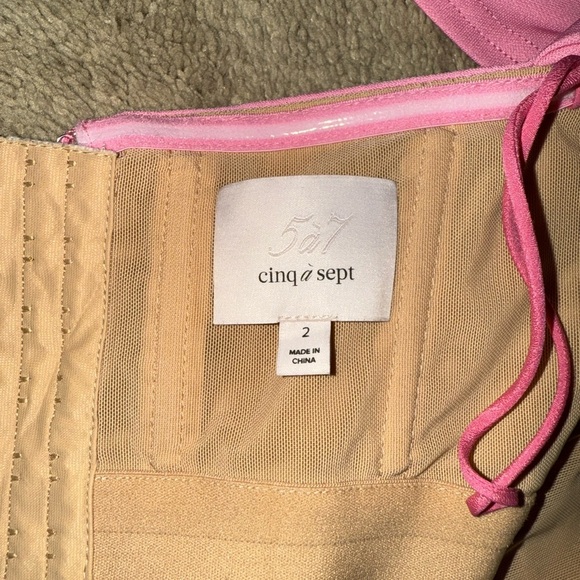 5à7
cinq à sept
2
MADE IN
CHINA